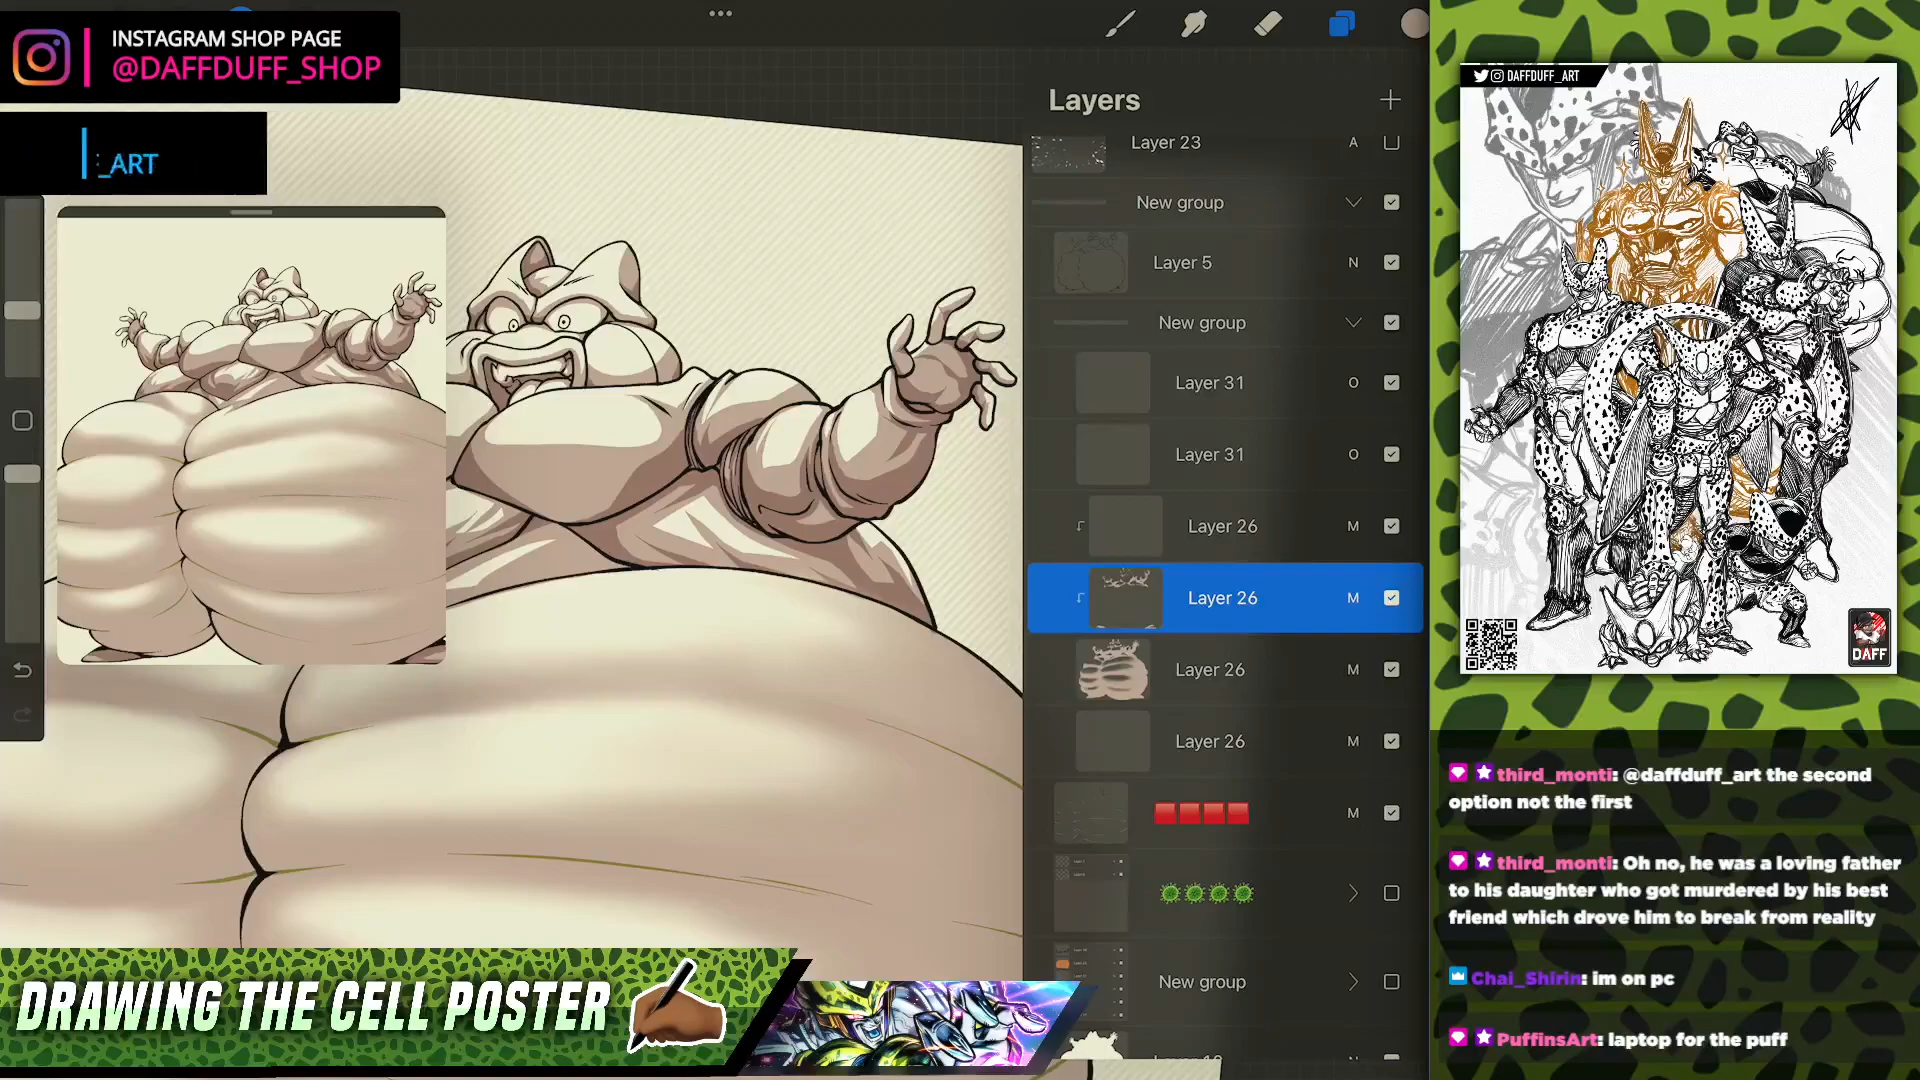 INSTAGRAM SHOP PAGE
@DAFFDUFF_SHOP
_ART
Layers
Layer 23 A
New group
Layer 5 N
New group
Layer 31 O
Layer 31 O
Layer 26 M
Layer 26 M
Layer 26 M
Layer 26 M
M
New group
DAFFDUFF_ART
DAFF
third_monti: @daffduff_art the second
option not the first
third_monti: Oh no, he was a loving father
to his daughter who got murdered by his best
friend which drove him to break from reality
Chai_Shirin: im on pc
PuffinsArt: laptop for the puff
DRAWING THE CELL POSTER